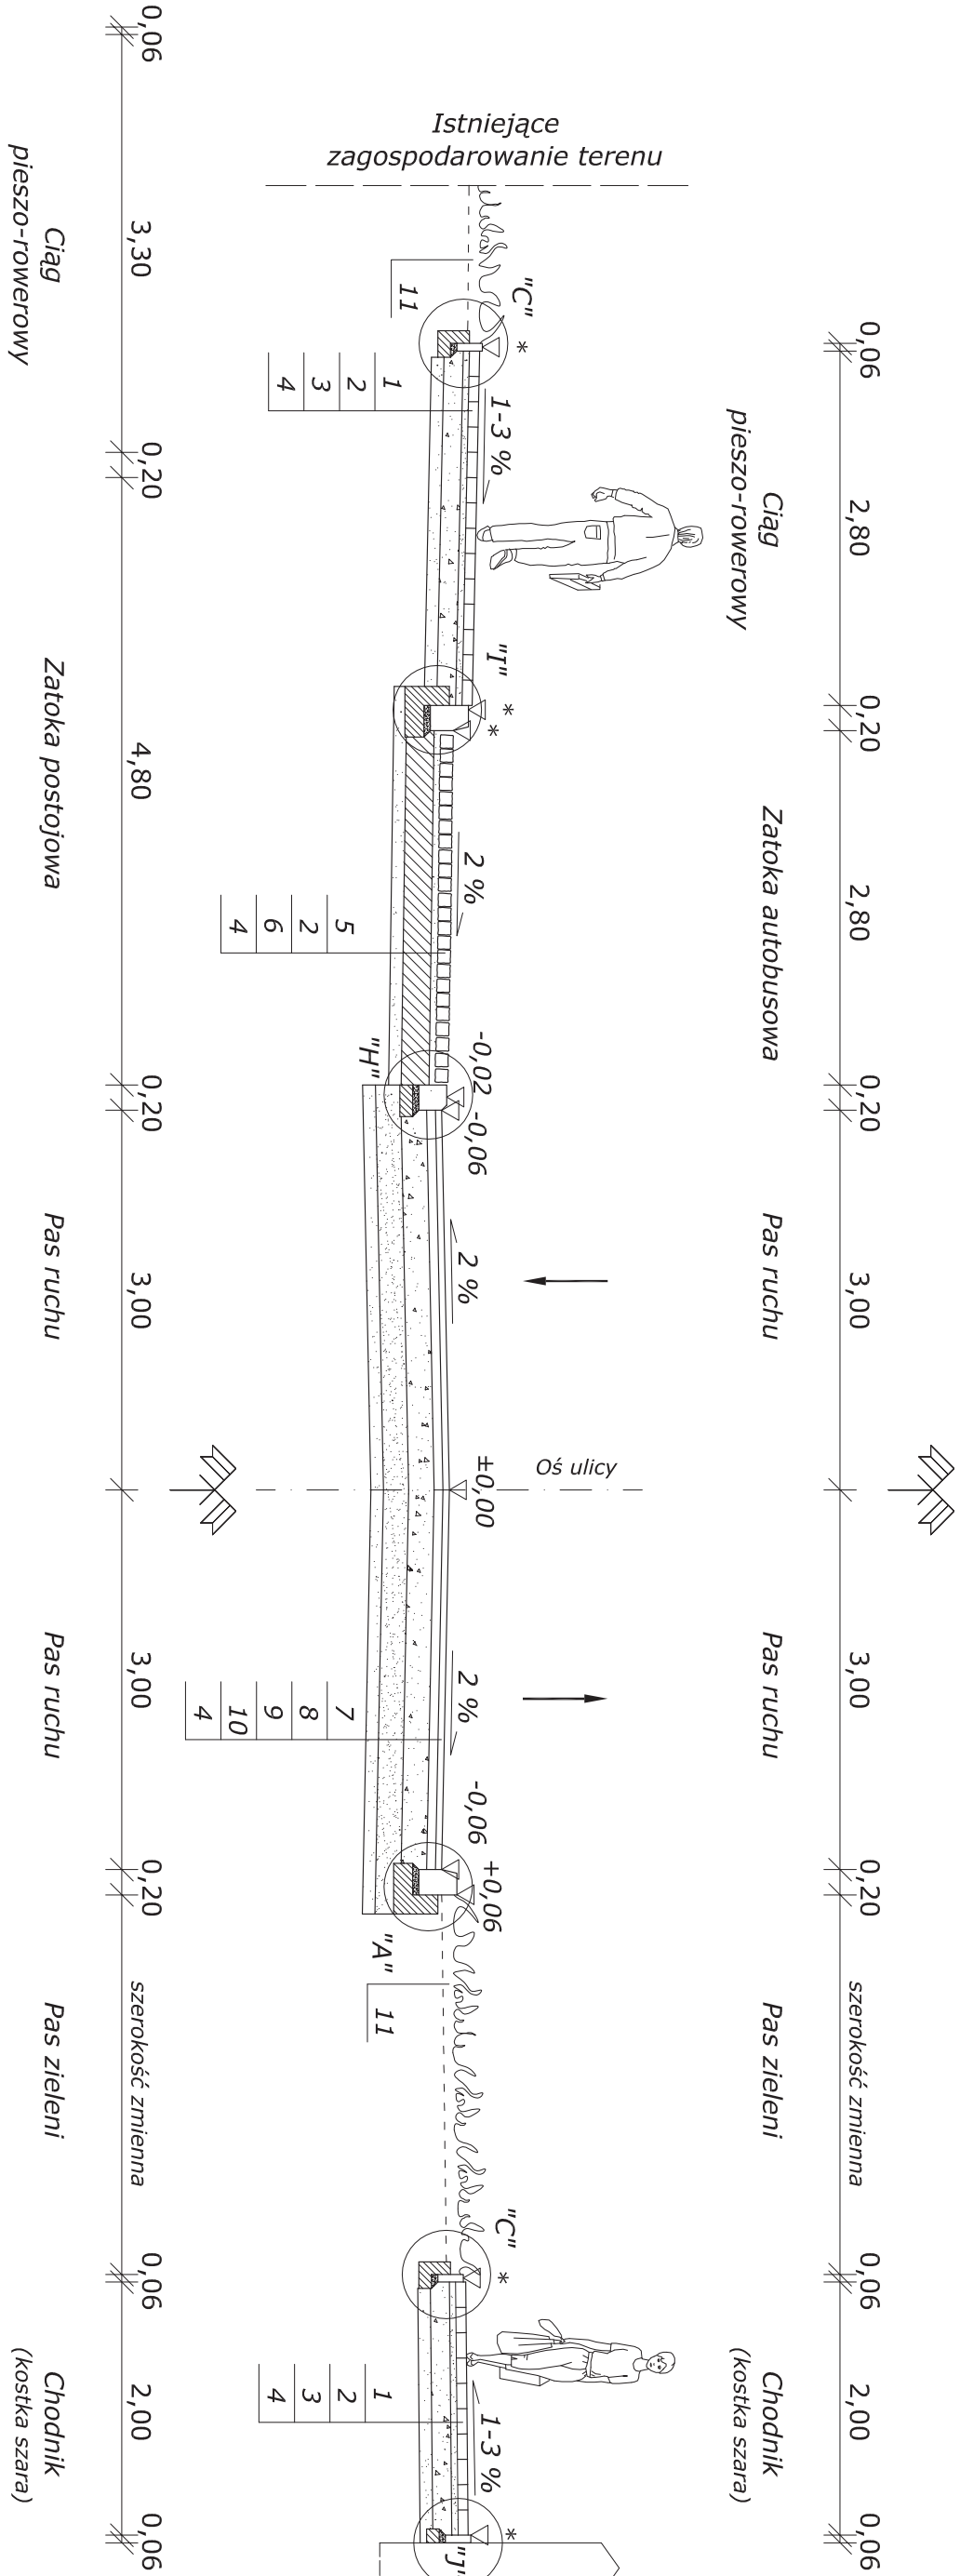 Istniejące
zagospodarowanie terenu
0,06
2,80
0,20
2,80
0,20
3,00
3,00
0,20
szerokość zmienna
0,06
2,00
0,06
Ciąg
pieszo-rowerowy
Zatoka autobusowa
Pas ruchu
Pas ruchu
Pas zieleni
Chodnik
(kostka szara)
Oś ulicy
"C"
*
1-3 %
"I"
*
*
2 %
-0,02
-0,06
2 %
±0,00
2 %
-0,06
+0,06
"C"
*
1-3 %
*
"J"
11
1
2
3
4
5
2
6
4
"H"
7
8
9
10
4
"A"
11
1
2
3
4
0,06
3,30
0,20
4,80
0,20
3,00
3,00
0,20
szerokość zmienna
0,06
2,00
0,06
Ciąg
pieszo-rowerowy
Zatoka postojowa
Pas ruchu
Pas ruchu
Pas zieleni
Chodnik
(kostka szara)